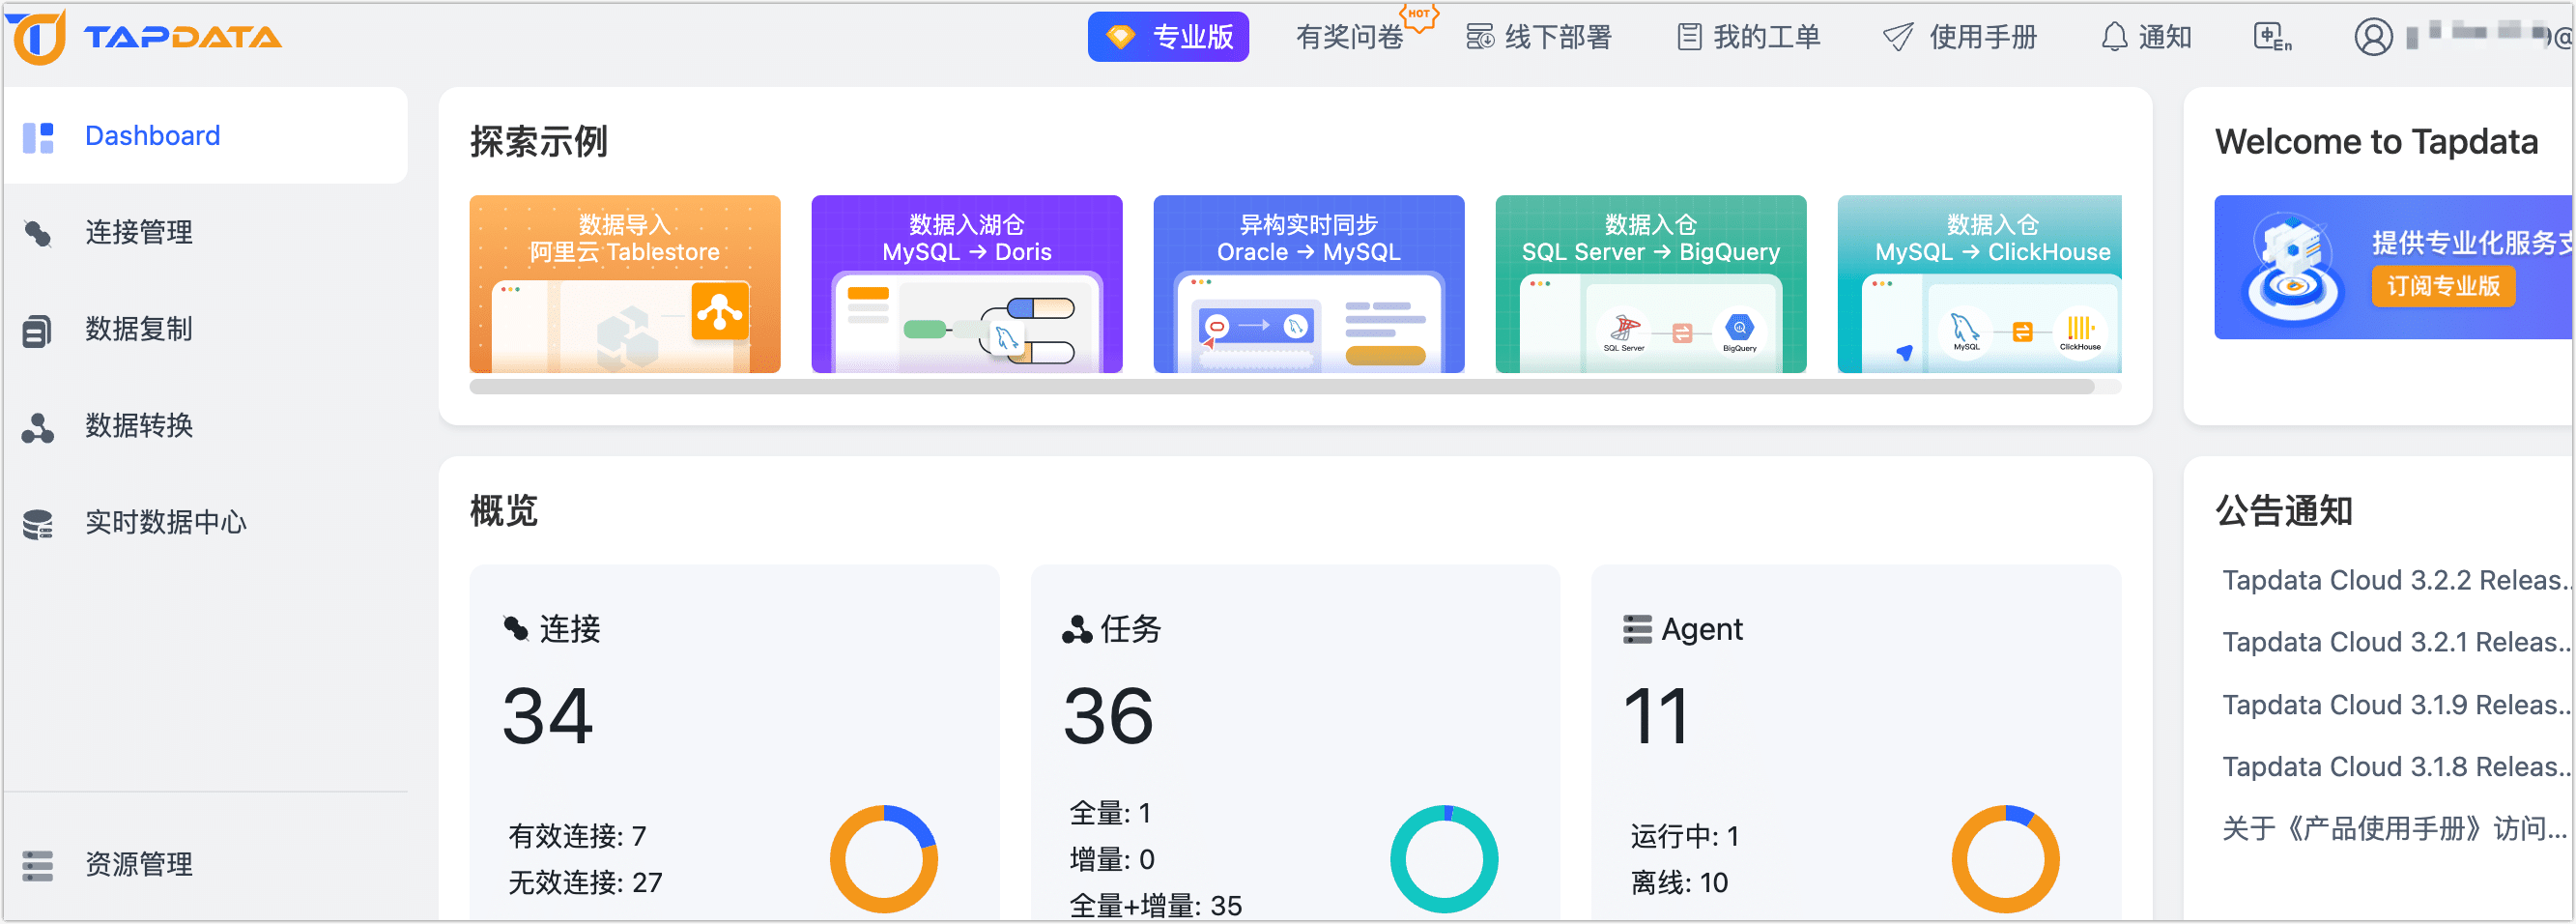 TAPDATA
专业版
有奖问卷
HOT
线下部署
我的工单
使用手册
通知
En
Dashboard
连接管理
数据复制
数据转换
实时数据中心
资源管理
探索示例
数据导入
阿里云 Tablestore
数据入湖仓
MySQL → Doris
异构实时同步
Oracle → MySQL
数据入仓
SQL Server → BigQuery
SQL Server
BigQuery
数据入仓
MySQL → ClickHouse
MySQL
ClickHouse
Welcome to Tapdata
提供专业化服务支
订阅专业版
概览
连接
34
有效连接: 7
无效连接: 27
任务
36
全量: 1
增量: 0
全量+增量: 35
Agent
11
运行中: 1
离线: 10
公告通知
Tapdata Cloud 3.2.2 Releas...
Tapdata Cloud 3.2.1 Releas...
Tapdata Cloud 3.1.9 Releas...
Tapdata Cloud 3.1.8 Releas...
关于《产品使用手册》访问...